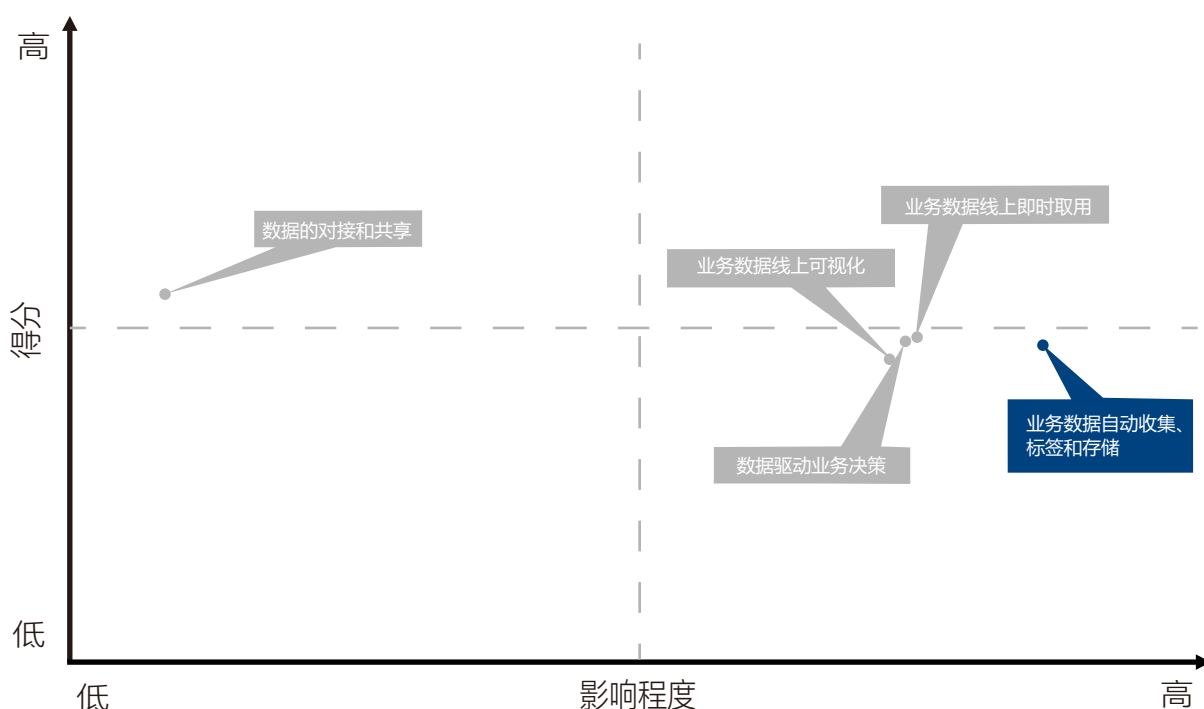 高
业务数据线上即时取用
数据的对接和共享
业务数据线上可视化
得分
业务数据自动收集、
标签和存储
数据驱动业务决策
低
低
影响程度
高